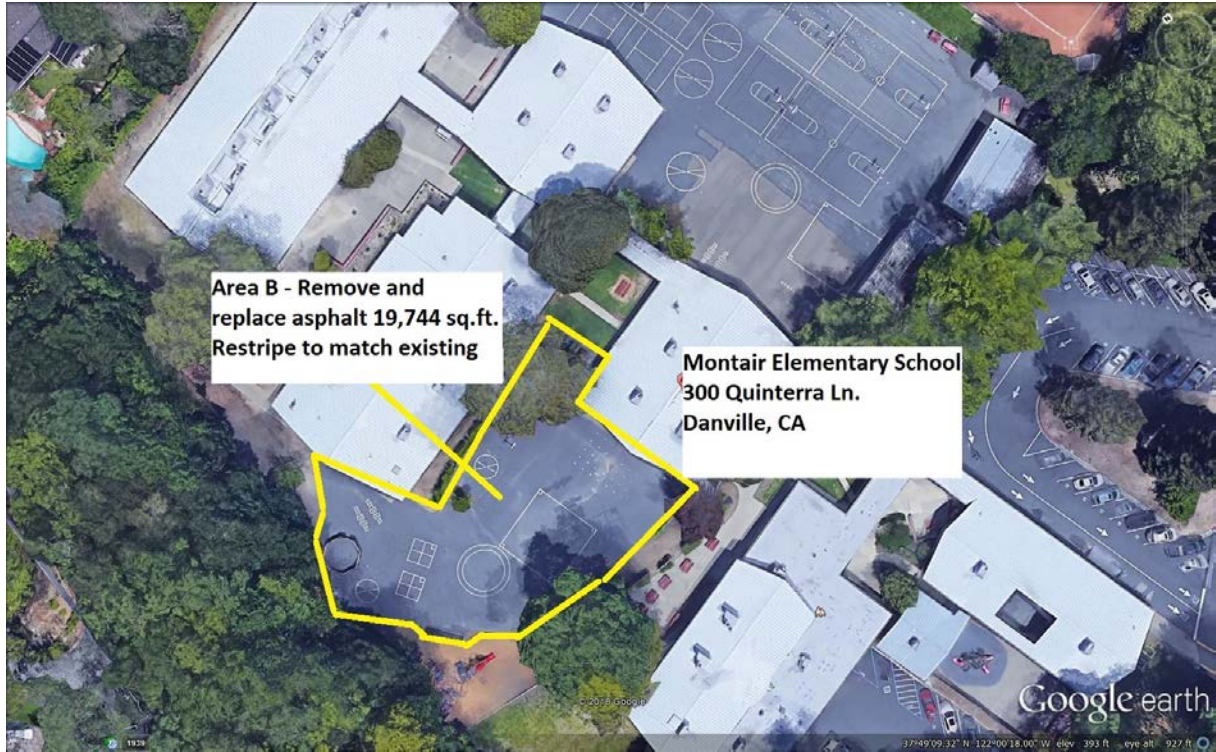 Area B - Remove and
replace asphalt 19,744 sq.ft.
Restripe to match existing
Montair Elementary School
300 Quinterra Ln.
Danville, CA
© 2018 Google
Google earth
1939
37°49'09.32" N 122°00'18.00" W elev 393 ft eye alt 927 ft